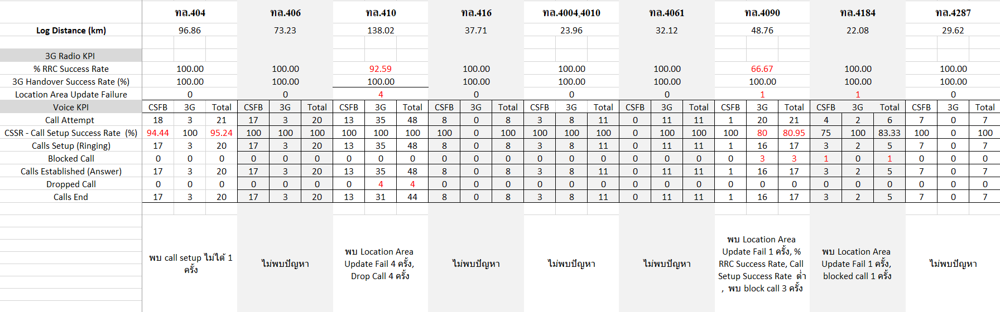 ทล.404 ทล.406 ทล.410 ทล.416 ทล.4004,4010 ทล.4061 ทล.4090 ทล.4184 ทล.4287
Log Distance (km) 96.86 73.23 138.02 37.71 23.96 32.12 48.76 22.08 29.62
3G Radio KPI
% RRC Success Rate 100.00 100.00 92.59 100.00 100.00 100.00 66.67 100.00 100.00
3G Handover Success Rate (%) 100.00 100.00 100.00 100.00 100.00 100.00 100.00 100.00 100.00
Location Area Update Failure 0 0 4 0 0 0 1 1 0
Voice KPI CSFB 3G Total CSFB 3G Total CSFB 3G Total CSFB 3G Total CSFB 3G Total CSFB 3G Total CSFB 3G Total CSFB 3G Total CSFB 3G Total
Call Attempt 18 3 21 17 3 20 13 35 48 8 0 8 3 8 11 0 11 11 1 20 21 4 2 6 7 0 7
CSSR - Call Setup Success Rate (%) 94.44 100 95.24 100 100 100 100 100 100 100 0 100 100 100 100 0 100 100 100 80 80.95 75 100 83.33 100 0 100
Calls Setup (Ringing) 17 3 20 17 3 20 13 35 48 8 0 8 3 8 11 0 11 11 1 16 17 3 2 5 7 0 7
Blocked Call 0 0 0 0 0 0 0 0 0 0 0 0 0 0 0 0 0 0 0 3 3 1 0 1 0 0 0
Calls Established (Answer) 17 3 20 17 3 20 13 35 48 8 0 8 3 8 11 0 11 11 1 16 17 3 2 5 7 0 7
Dropped Call 0 0 0 0 0 0 0 4 4 0 0 0 0 0 0 0 0 0 0 0 0 0 0 0 0 0 0
Calls End 17 3 20 17 3 20 13 31 44 8 0 8 3 8 11 0 11 11 1 16 17 3 2 5 7 0 7
พบ call setup ไม่ได้ 1
ครั้ง
ไม่พบปัญหา
พบ Location Area
Update Fail 4 ครั้ง,
Drop Call 4 ครั้ง
ไม่พบปัญหา
ไม่พบปัญหา
ไม่พบปัญหา
พบ Location Area
Update Fail 1 ครั้ง, %
RRC Success Rate, Call
Setup Success Rate ต่ำ
, พบ block call 3 ครั้ง
พบ Location Area
Update Fail 1 ครั้ง,
blocked call 1 ครั้ง
ไม่พบปัญหา